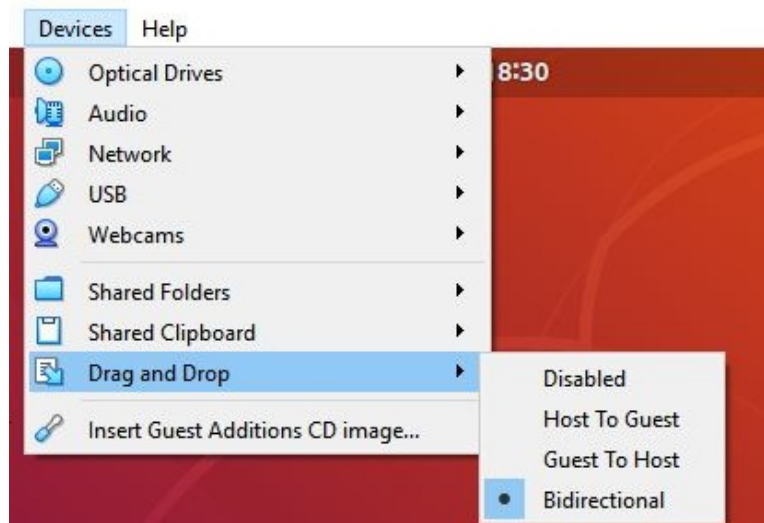 Devices Help
Optical Drives
8:30
Audio
Network
USB
Webcams
Shared Folders
Shared Clipboard
Drag and Drop
Disabled
Insert Guest Additions CD image...
Host To Guest
Guest To Host
Bidirectional